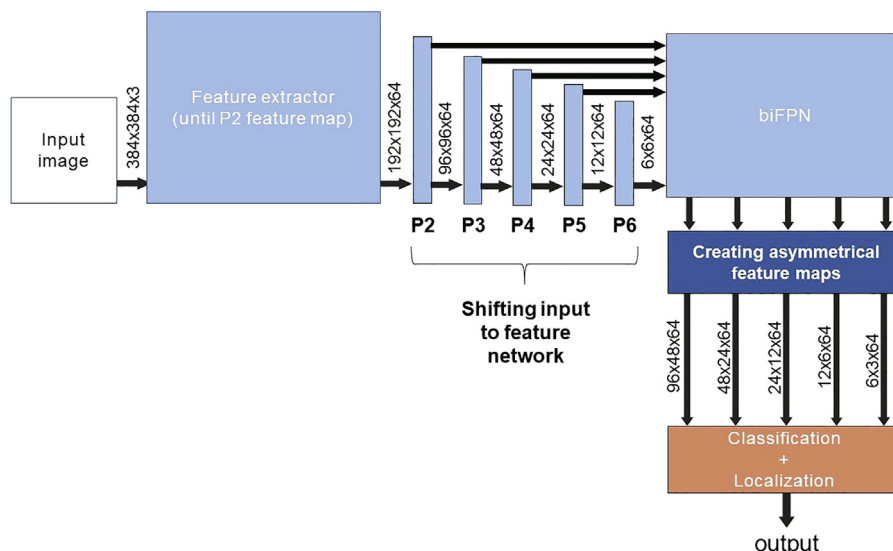 Input
image
384x384x3
Feature extractor
(until P2 feature map)
192x192x64
96x96x64
48x48x64
24x24x64
12x12x64
6x6x64
P2 P3 P4 P5 P6
Shifting input
to feature
network
biFPN
Creating asymmetrical
feature maps
96x48x64
48x24x64
24x12x64
12x6x64
6x3x64
Classification
+
Localization
output